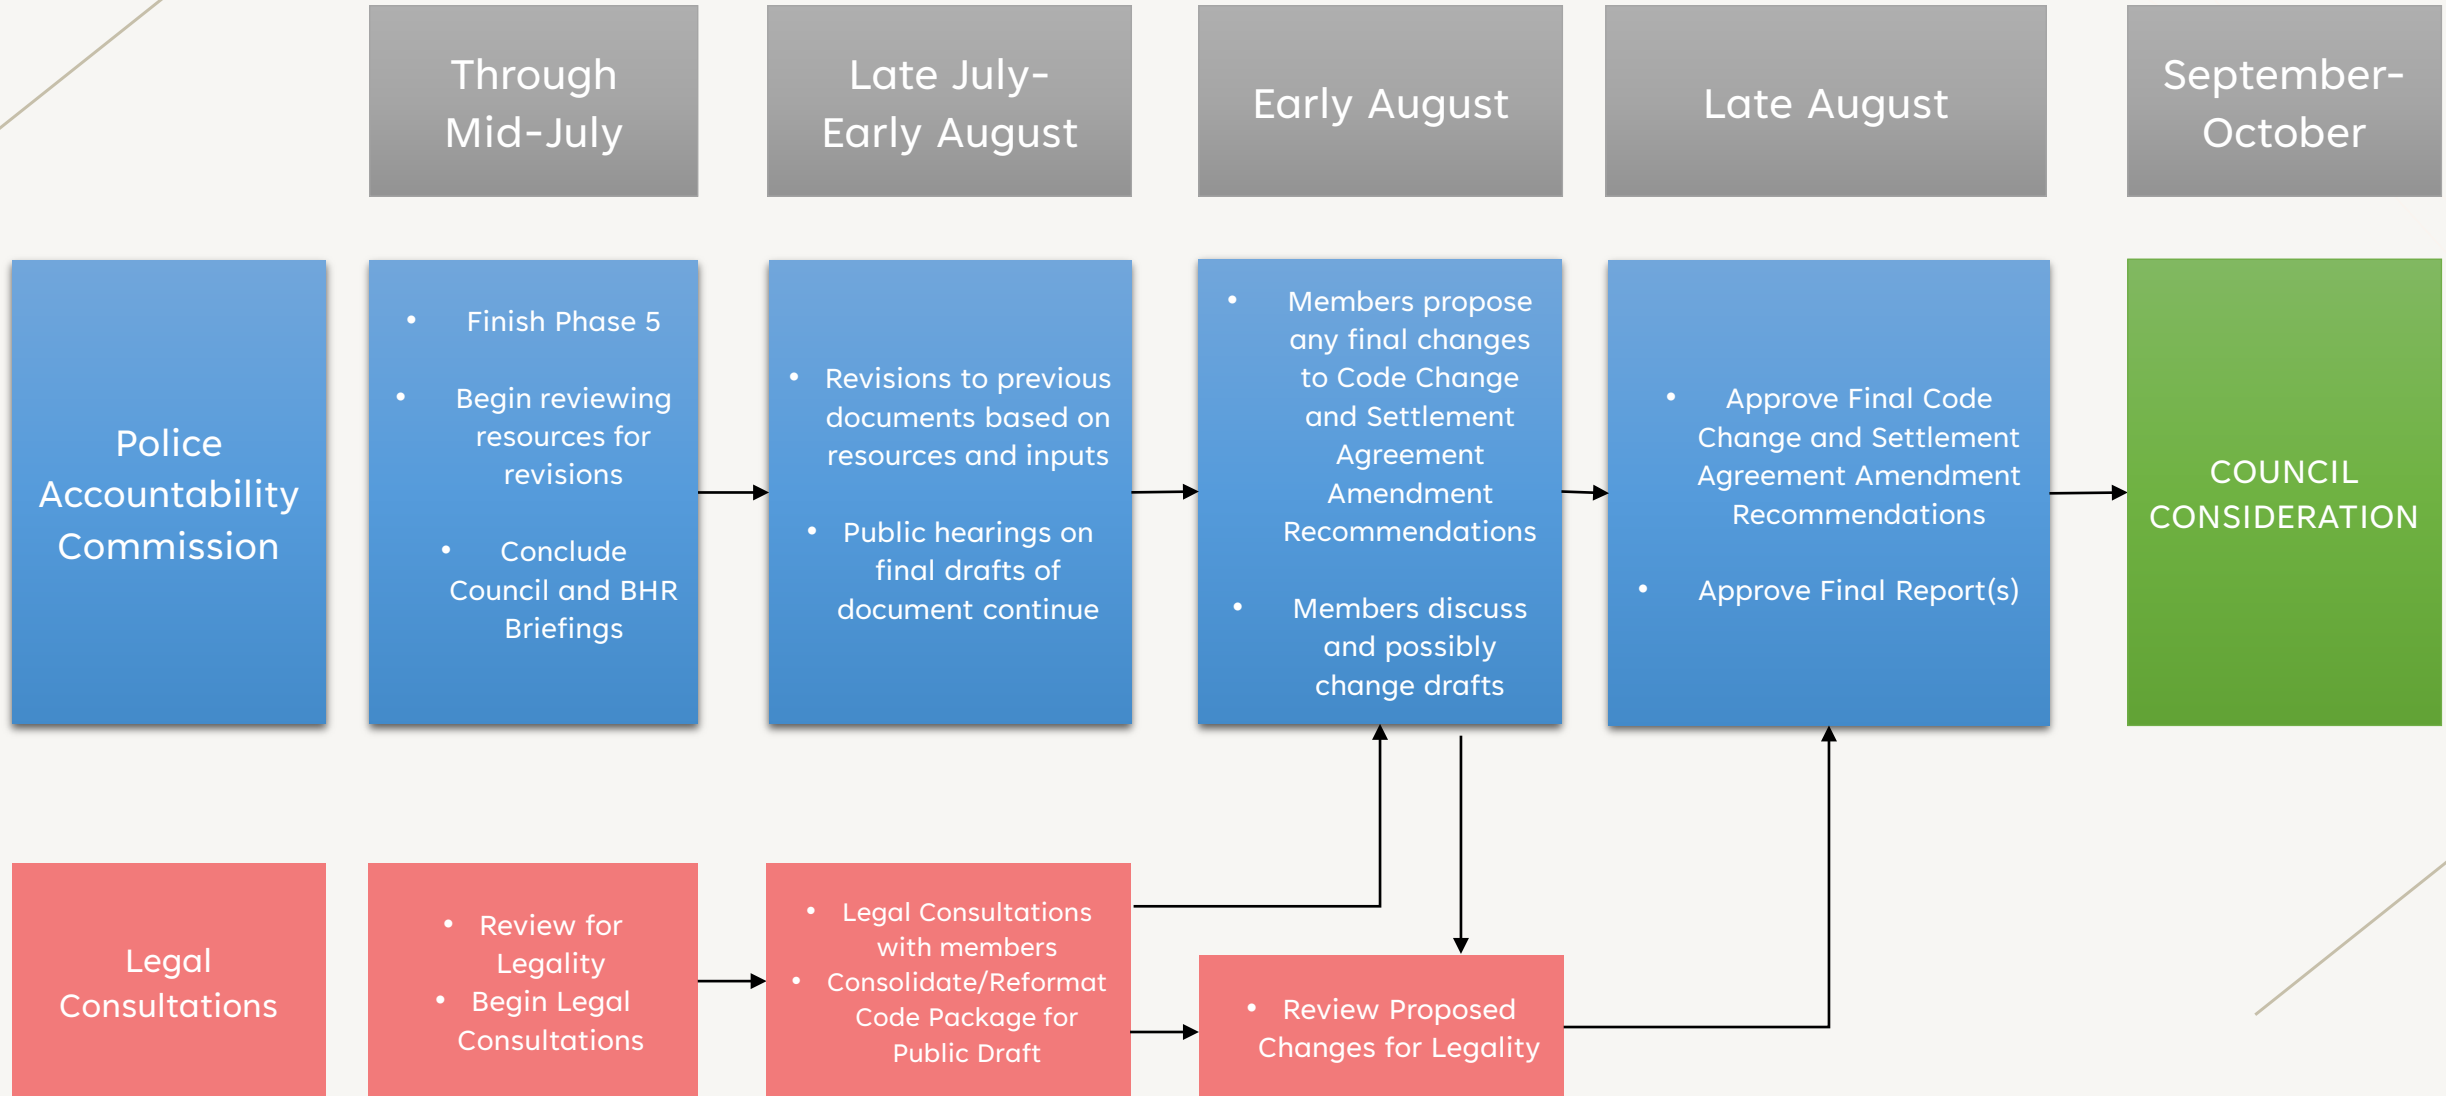 Through
Mid-July
Late July-
Early August
Early August
Late August
September-
October
Police
Accountability
Commission
• Finish Phase 5
• Begin reviewing
resources for
revisions
• Conclude
Council and BHR
Briefings
• Revisions to previous
documents based on
resources and inputs
• Public hearings on
final drafts of
document continue
• Members propose
any final changes
to Code Change
and Settlement
Agreement
Amendment
Recommendations
• Members discuss
and possibly
change drafts
• Approve Final Code
Change and Settlement
Agreement Amendment
Recommendations
• Approve Final Report(s)
COUNCIL
CONSIDERATION
Legal
Consultations
• Review for
Legality
• Begin Legal
Consultations
• Legal Consultations
with members
• Consolidate/Reformat
Code Package for
Public Draft
• Review Proposed
Changes for Legality